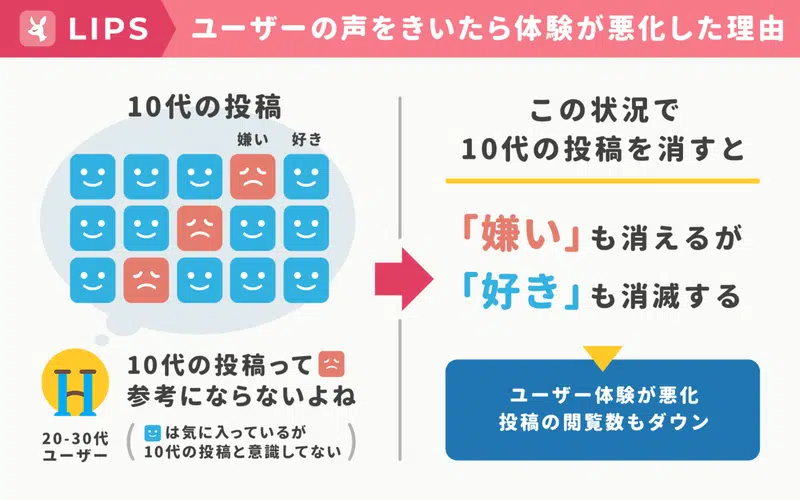 LIPS
ユーザーの声をきいたら体験が悪化した理由
10代の投稿
嫌い 好き
10代の投稿って
参考にならないよね
20-30代
ユーザー
(は気に入っているが
10代の投稿と意識してない)
この状況で
10代の投稿を消すと
「嫌い」も消えるが
「好き」も消滅する
ユーザー体験が悪化
投稿の閲覧数もダウン